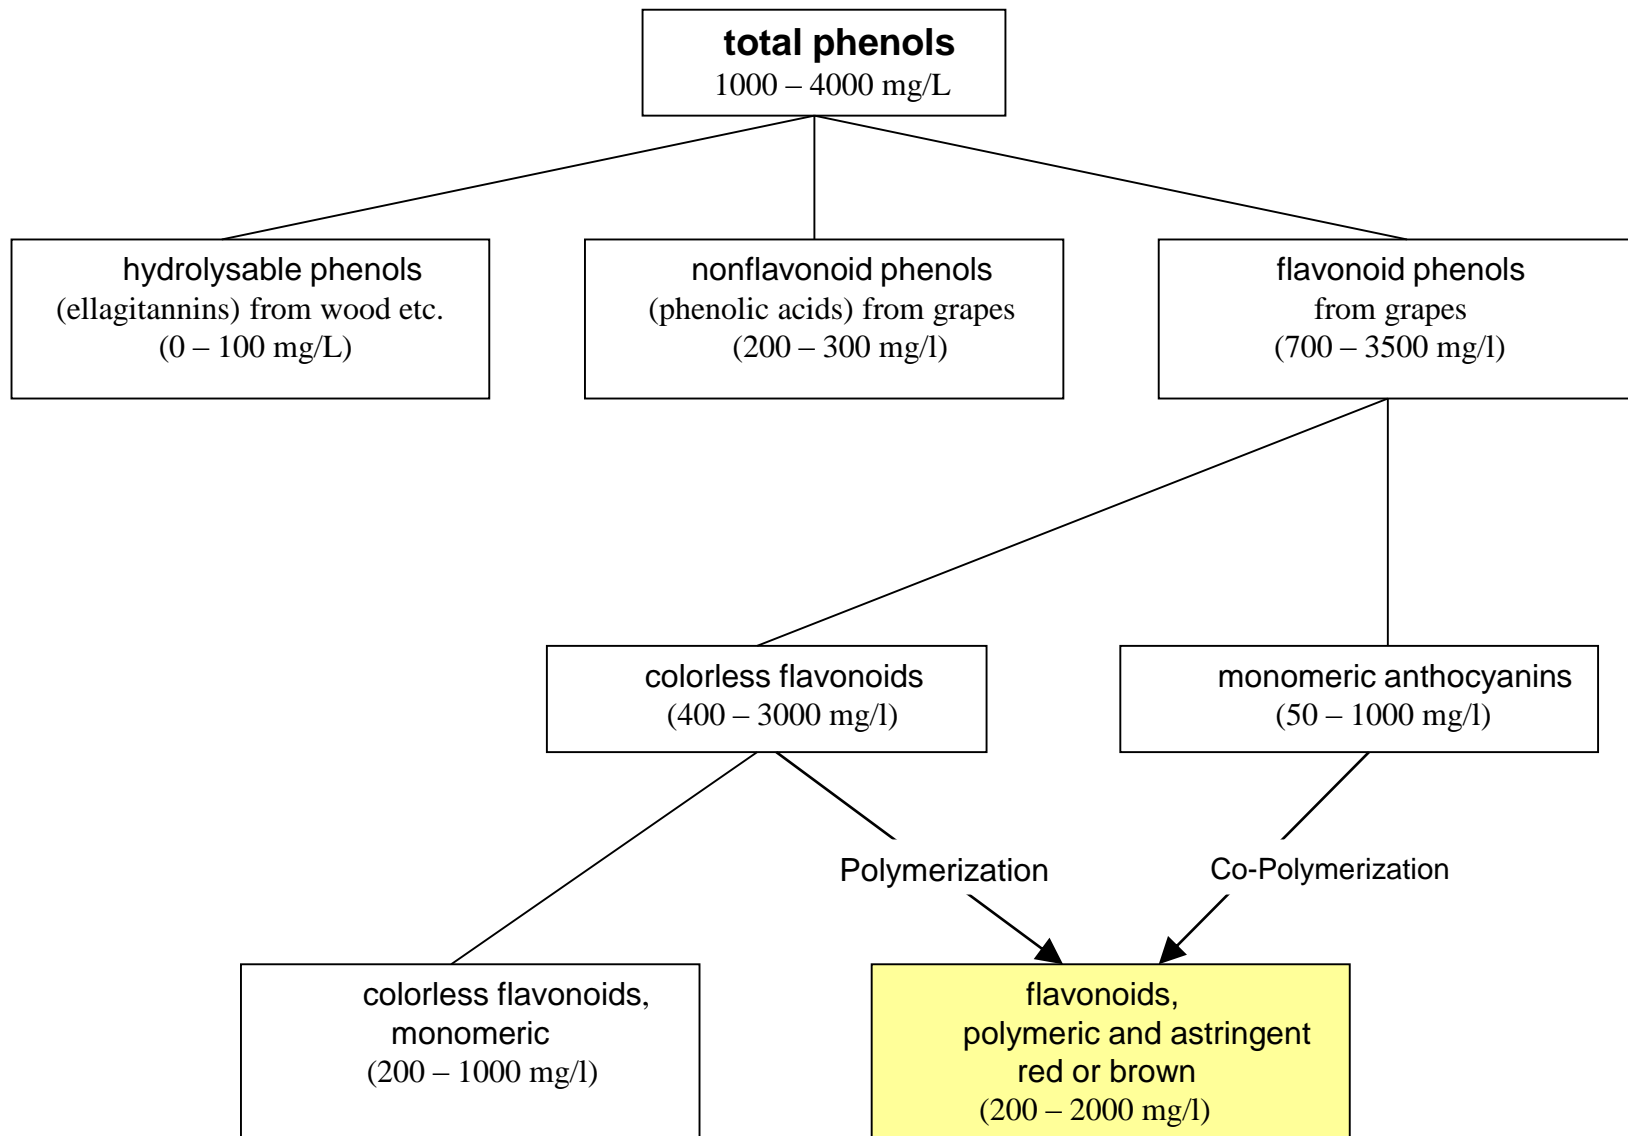 total phenols
1000 – 4000 mg/L
hydrolysable phenols
(ellagitannins) from wood etc.
(0 – 100 mg/L)
nonflavonoid phenols
(phenolic acids) from grapes
(200 – 300 mg/l)
flavonoid phenols
from grapes
(700 – 3500 mg/l)
colorless flavonoids
(400 – 3000 mg/l)
monomeric anthocyanins
(50 – 1000 mg/l)
Polymerization
Co-Polymerization
colorless flavonoids,
monomeric
(200 – 1000 mg/l)
flavonoids,
polymeric and astringent
red or brown
(200 – 2000 mg/l)